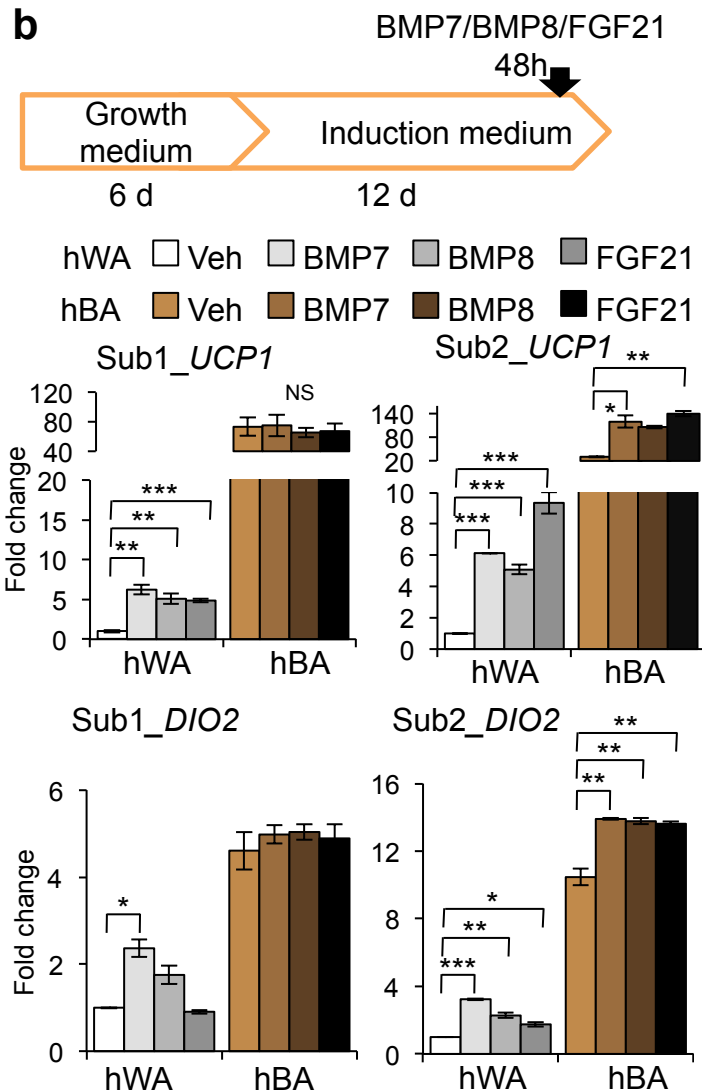 b
BMP7/BMP8/FGF21
48h
Growth
medium
Induction medium
6 d
12 d
hWA Veh BMP7 BMP8 FGF21
hBA Veh BMP7 BMP8 FGF21
Sub1_UCP1
Fold change
120
80
40
20
15
10
5
0
NS
***
**
**
hWA
hBA
Sub2_UCP1
140
80
20
10
8
6
4
2
0
**
*
***
***
***
hWA
hBA
Sub1_DIO2
Fold change
6
4
2
0
*
hWA
hBA
Sub2_DIO2
16
12
8
4
0
**
**
**
*
**
***
hWA
hBA